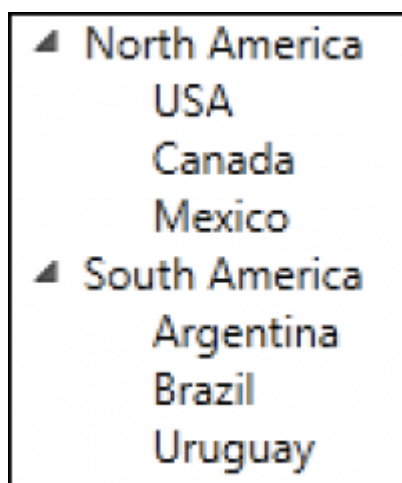 North America
USA
Canada
Mexico
South America
Argentina
Brazil
Uruguay